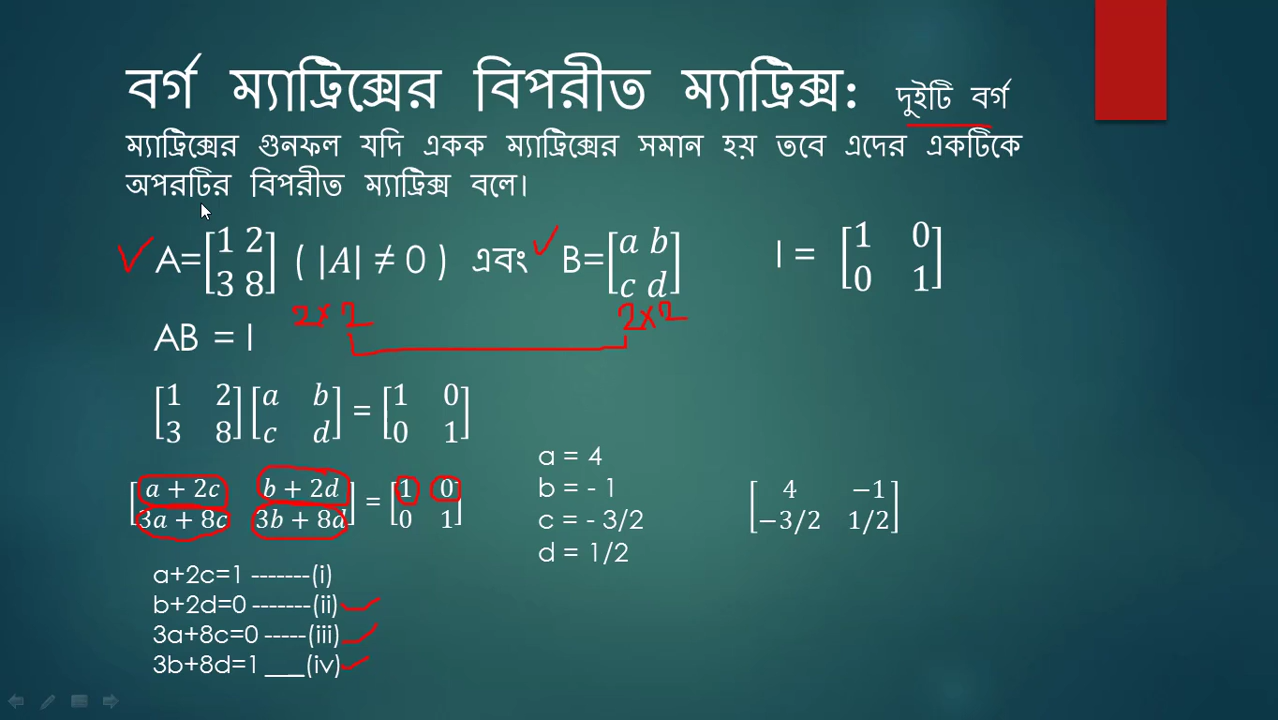 বর্গ ম্যাট্রিক্সের বিপরীত ম্যাট্রিক্স: দুইটি বর্গ
ম্যাট্রিক্সের গুনফল যদি একক ম্যাট্রিক্সের সমান হয় তবে এদের একটিকে
অপরটির বিপরীত ম্যাট্রিক্স বলে।
A=[1 2 3 8] ( |A| ≠ 0 ) এবং B=[a b c d] I = [1 0 0 1]
2×2 2×2
AB = I
[1 2 3 8] [a b c d] = [1 0 0 1]
[a + 2c b + 2d 3a + 8c 3b + 8d] = [1 0 0 1]
a = 4
b = - 1
c = - 3/2
d = 1/2
[4 −1 −3/2 1/2]
a+2c=1 -------(i)
b+2d=0 -------(ii)
3a+8c=0 -----(iii)
3b+8d=1 ___(iv)